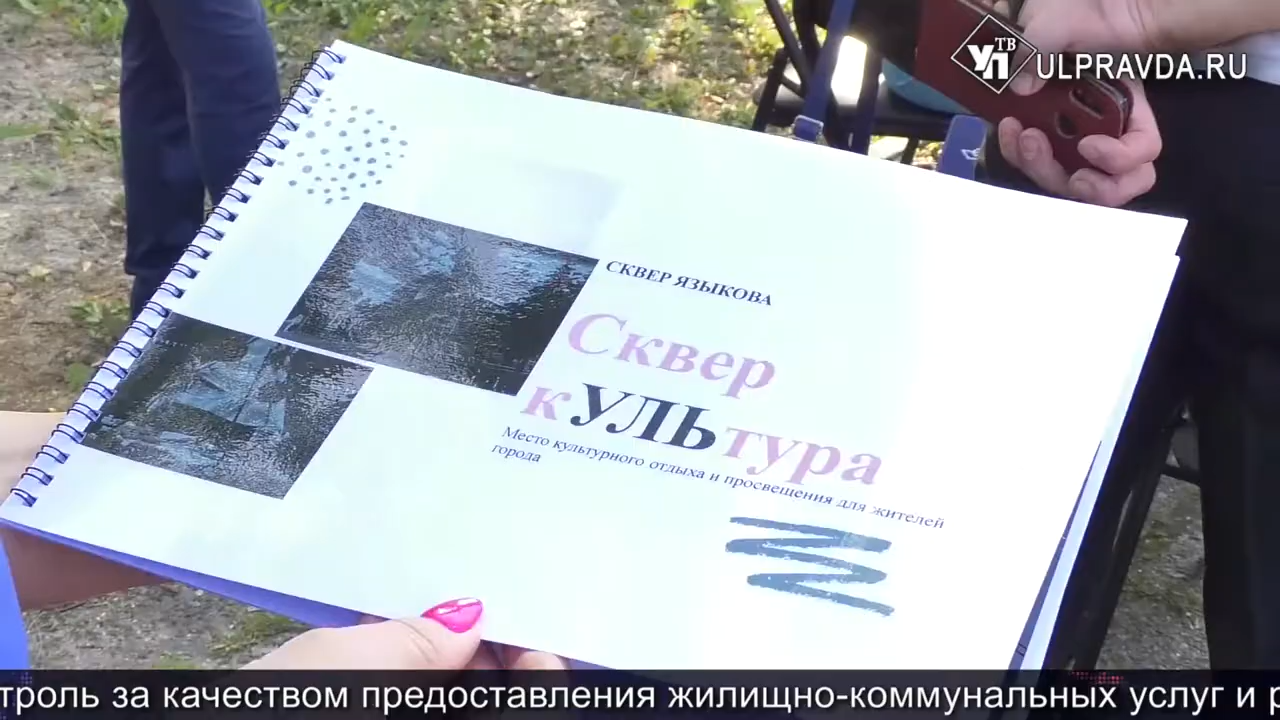 УП ТВ ULPRAVDA.RU
СКВЕР ЯЗЫКОВА
Сквер
кУЛЬтура
Место культурного отдыха и просвещения для жителей
города
троль за качеством предоставления жилищно-коммунальных услуг и р